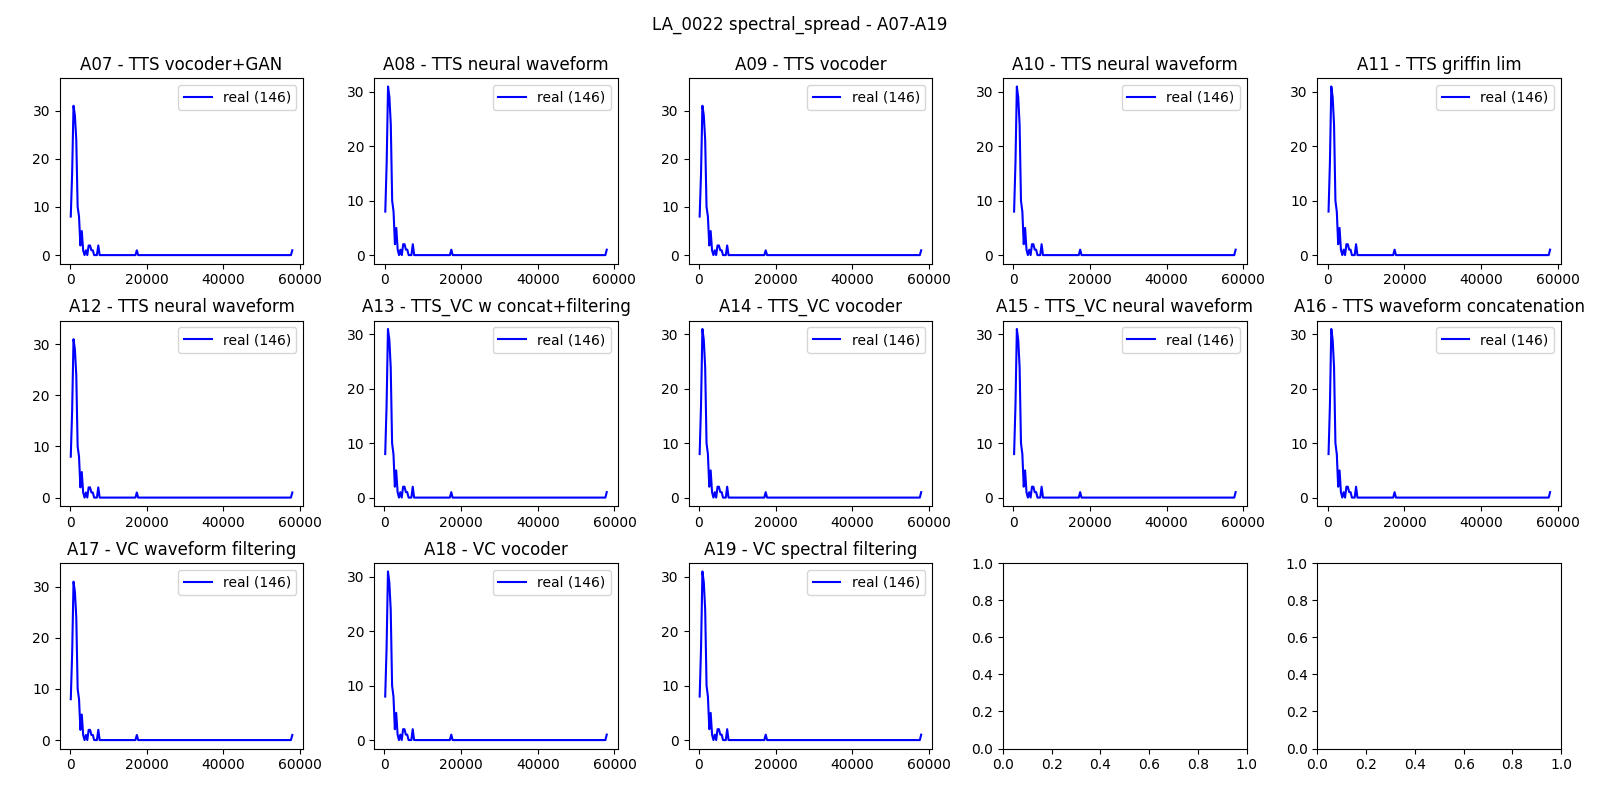 LA_0022 spectral_spread - A07-A19
A07 - TTS vocoder+GAN
A08 - TTS neural waveform
A09 - TTS vocoder
A10 - TTS neural waveform
A11 - TTS griffin lim
real (146)
real (146)
real (146)
real (146)
real (146)
30
20
10
0
30
20
10
0
30
20
10
0
30
20
10
0
30
20
10
0
0 20000 40000 60000
0 20000 40000 60000
0 20000 40000 60000
0 20000 40000 60000
0 20000 40000 60000
A12 - TTS neural waveform
A13 - TTS_VC w concat+filtering
A14 - TTS_VC vocoder
A15 - TTS_VC neural waveform
A16 - TTS waveform concatenation
real (146)
real (146)
real (146)
real (146)
real (146)
30
20
10
0
30
20
10
0
30
20
10
0
30
20
10
0
30
20
10
0
0 20000 40000 60000
0 20000 40000 60000
0 20000 40000 60000
0 20000 40000 60000
0 20000 40000 60000
A17 - VC waveform filtering
A18 - VC vocoder
A19 - VC spectral filtering
real (146)
real (146)
real (146)
30
20
10
0
30
20
10
0
30
20
10
0
1.0
0.8
0.6
0.4
0.2
0.0
1.0
0.8
0.6
0.4
0.2
0.0
0 20000 40000 60000
0 20000 40000 60000
0 20000 40000 60000
0.0 0.2 0.4 0.6 0.8 1.0
0.0 0.2 0.4 0.6 0.8 1.0